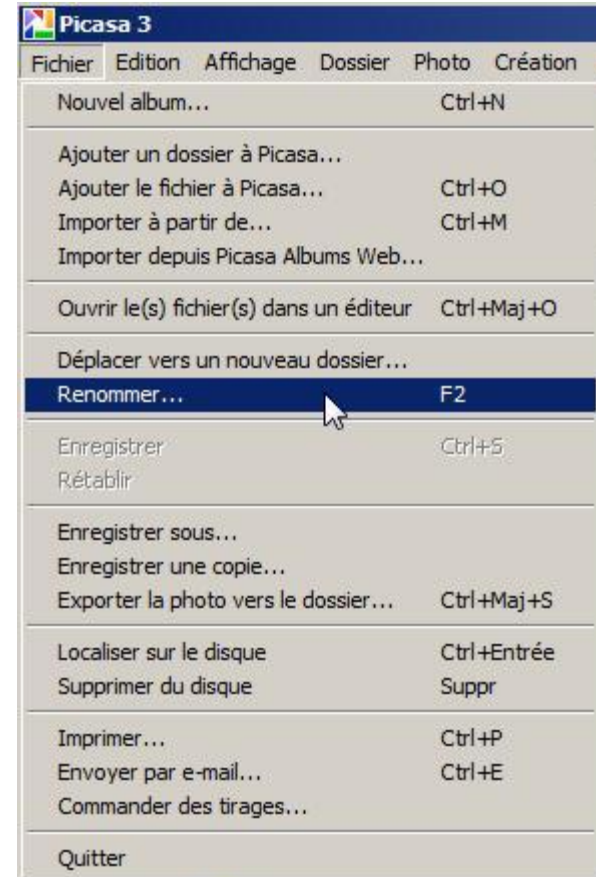 Picasa 3
Fichier Edition Affichage Dossier Photo Création
Nouvel album... Ctrl+N
Ajouter un dossier à Picasa...
Ajouter le fichier à Picasa... Ctrl+O
Importer à partir de... Ctrl+M
Importer depuis Picasa Albums Web...
Ouvrir le(s) fichier(s) dans un éditeur Ctrl+Maj+O
Déplacer vers un nouveau dossier...
Renommer... F2
Enregistrer Ctrl+S
Rétablir
Enregistrer sous...
Enregistrer une copie...
Exporter la photo vers le dossier... Ctrl+Maj+S
Localiser sur le disque Ctrl+Entrée
Supprimer du disque Suppr
Imprimer... Ctrl+P
Envoyer par e-mail... Ctrl+E
Commander des tirages...
Quitter